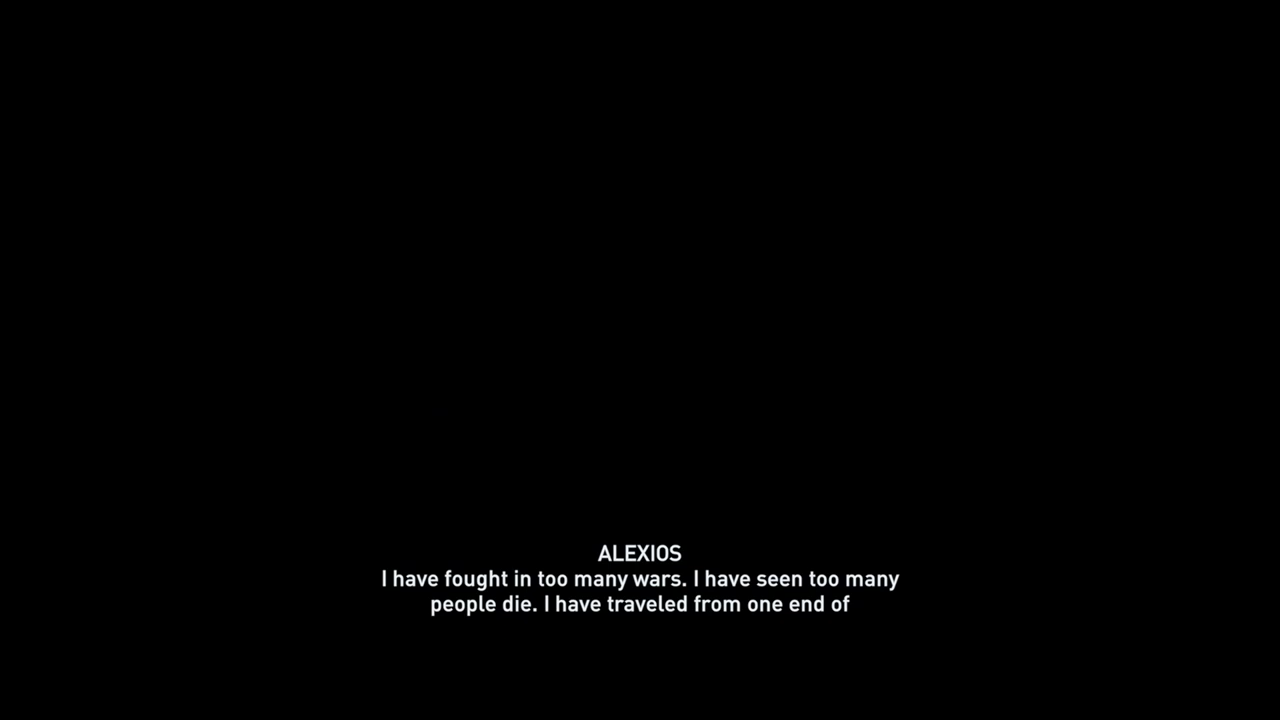 ALEXIOS
I have fought in too many wars. I have seen too many
people die. I have traveled from one end of